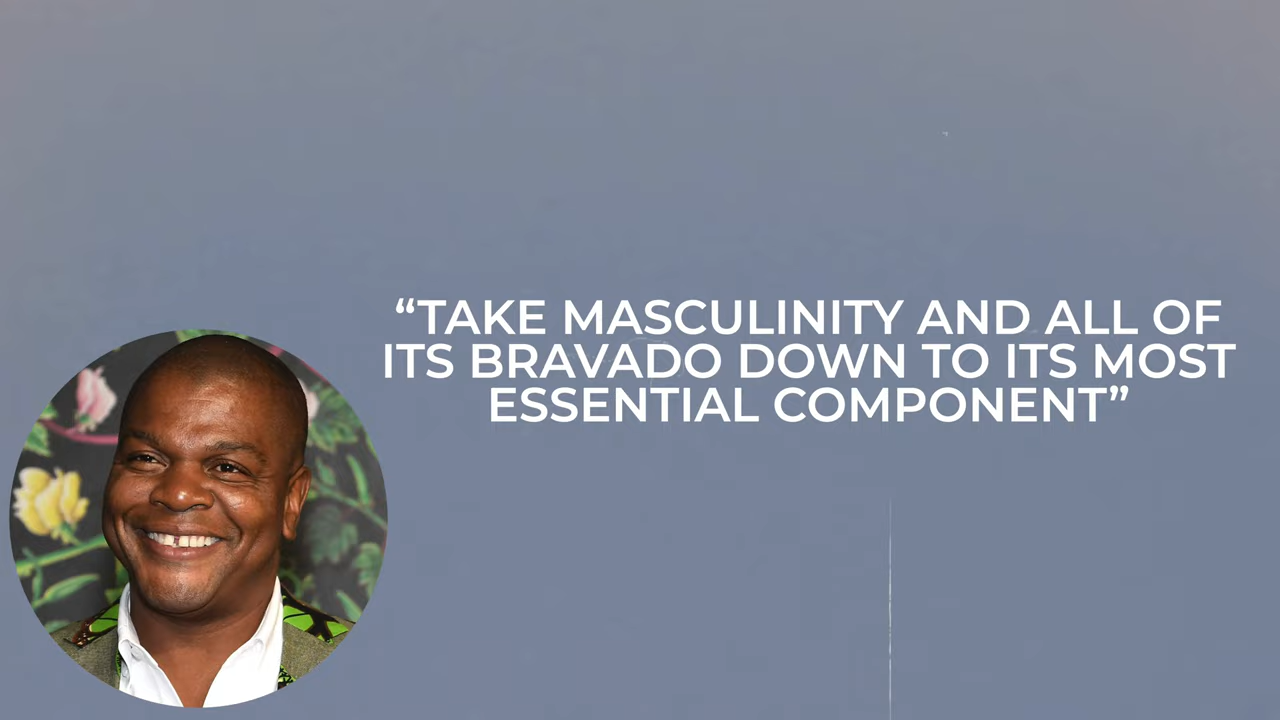 “TAKE MASCULINITY AND ALL OF
ITS BRAVADO DOWN TO ITS MOST
ESSENTIAL COMPONENT”